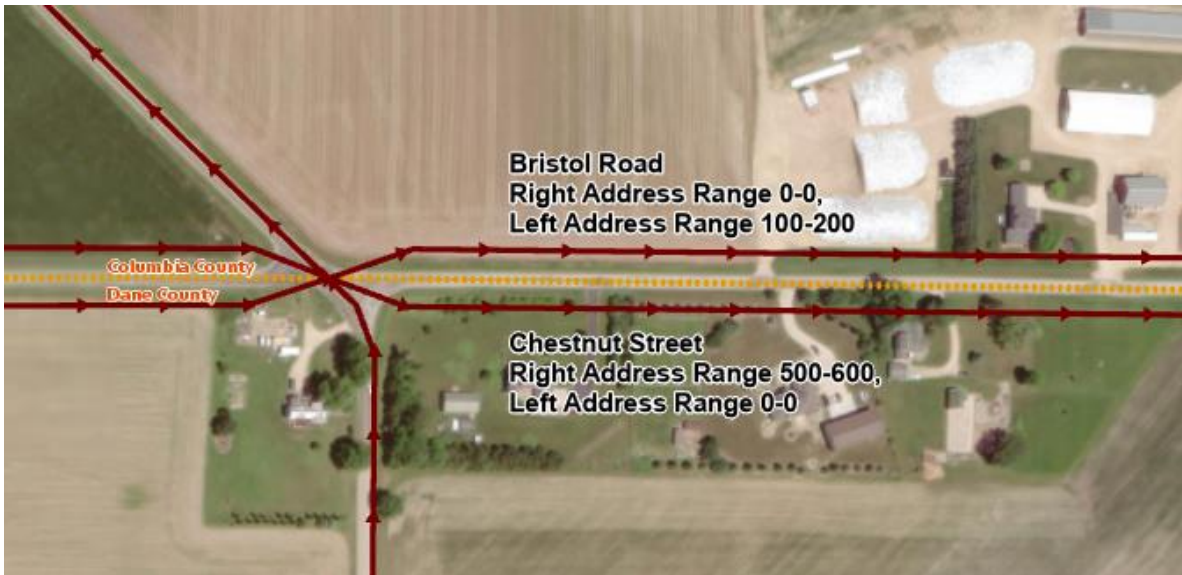 Bristol Road
Right Address Range 0-0,
Left Address Range 100-200
Columbia County
Dane County
Chestnut Street
Right Address Range 500-600,
Left Address Range 0-0